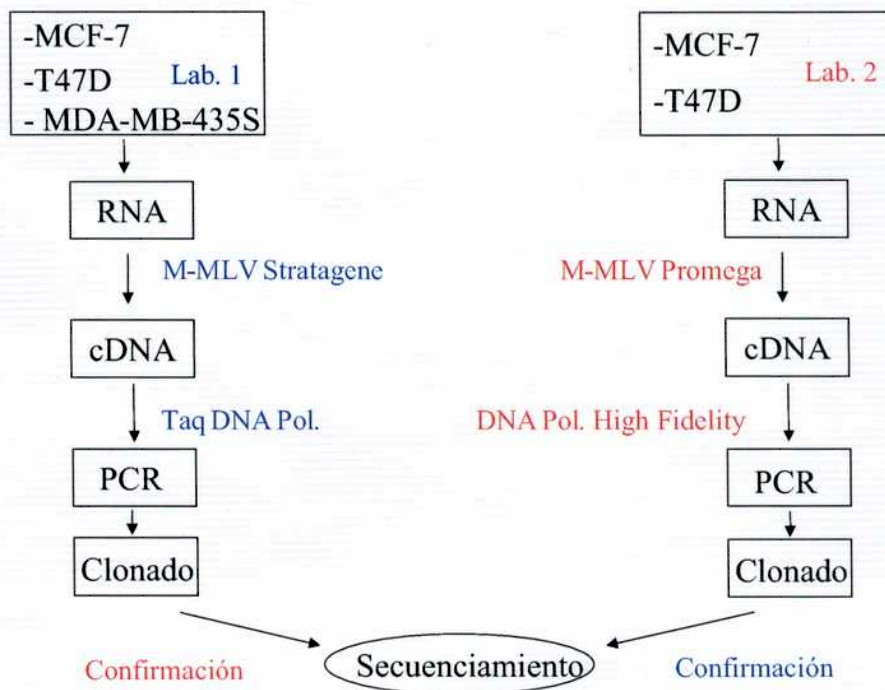 -MCF-7
-T47D
- MDA-MB-435S
Lab. 1
RNA
M-MLV Stratagene
cDNA
Taq DNA Pol.
PCR
Clonado
-MCF-7
-T47D
Lab. 2
RNA
M-MLV Promega
cDNA
DNA Pol. High Fidelity
PCR
Clonado
Confirmación
Secuenciamiento
Confirmación